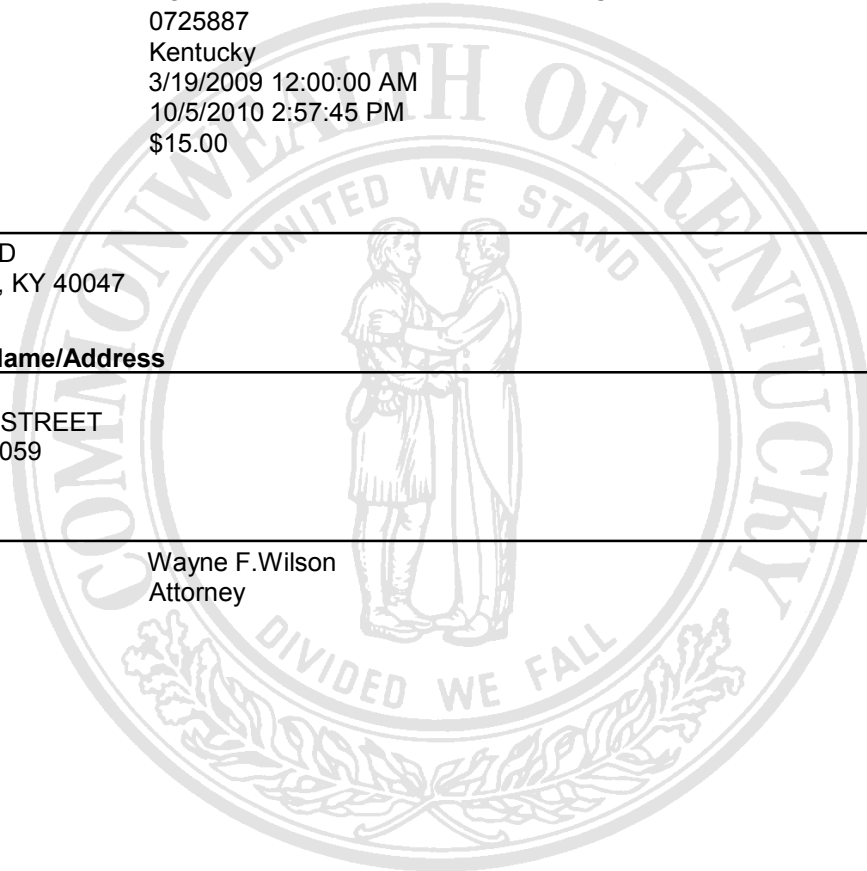 0725887
Kentucky
3/19/2009 12:00:00 AM
10/5/2010 2:57:45 PM
$15.00
D
, KY 40047
lame/Address
STREET
059
Wayne F.Wilson
Attorney
COMMONWEALTH OF KENTUCKY
UNITED WE STAND
DIVIDED WE FALL